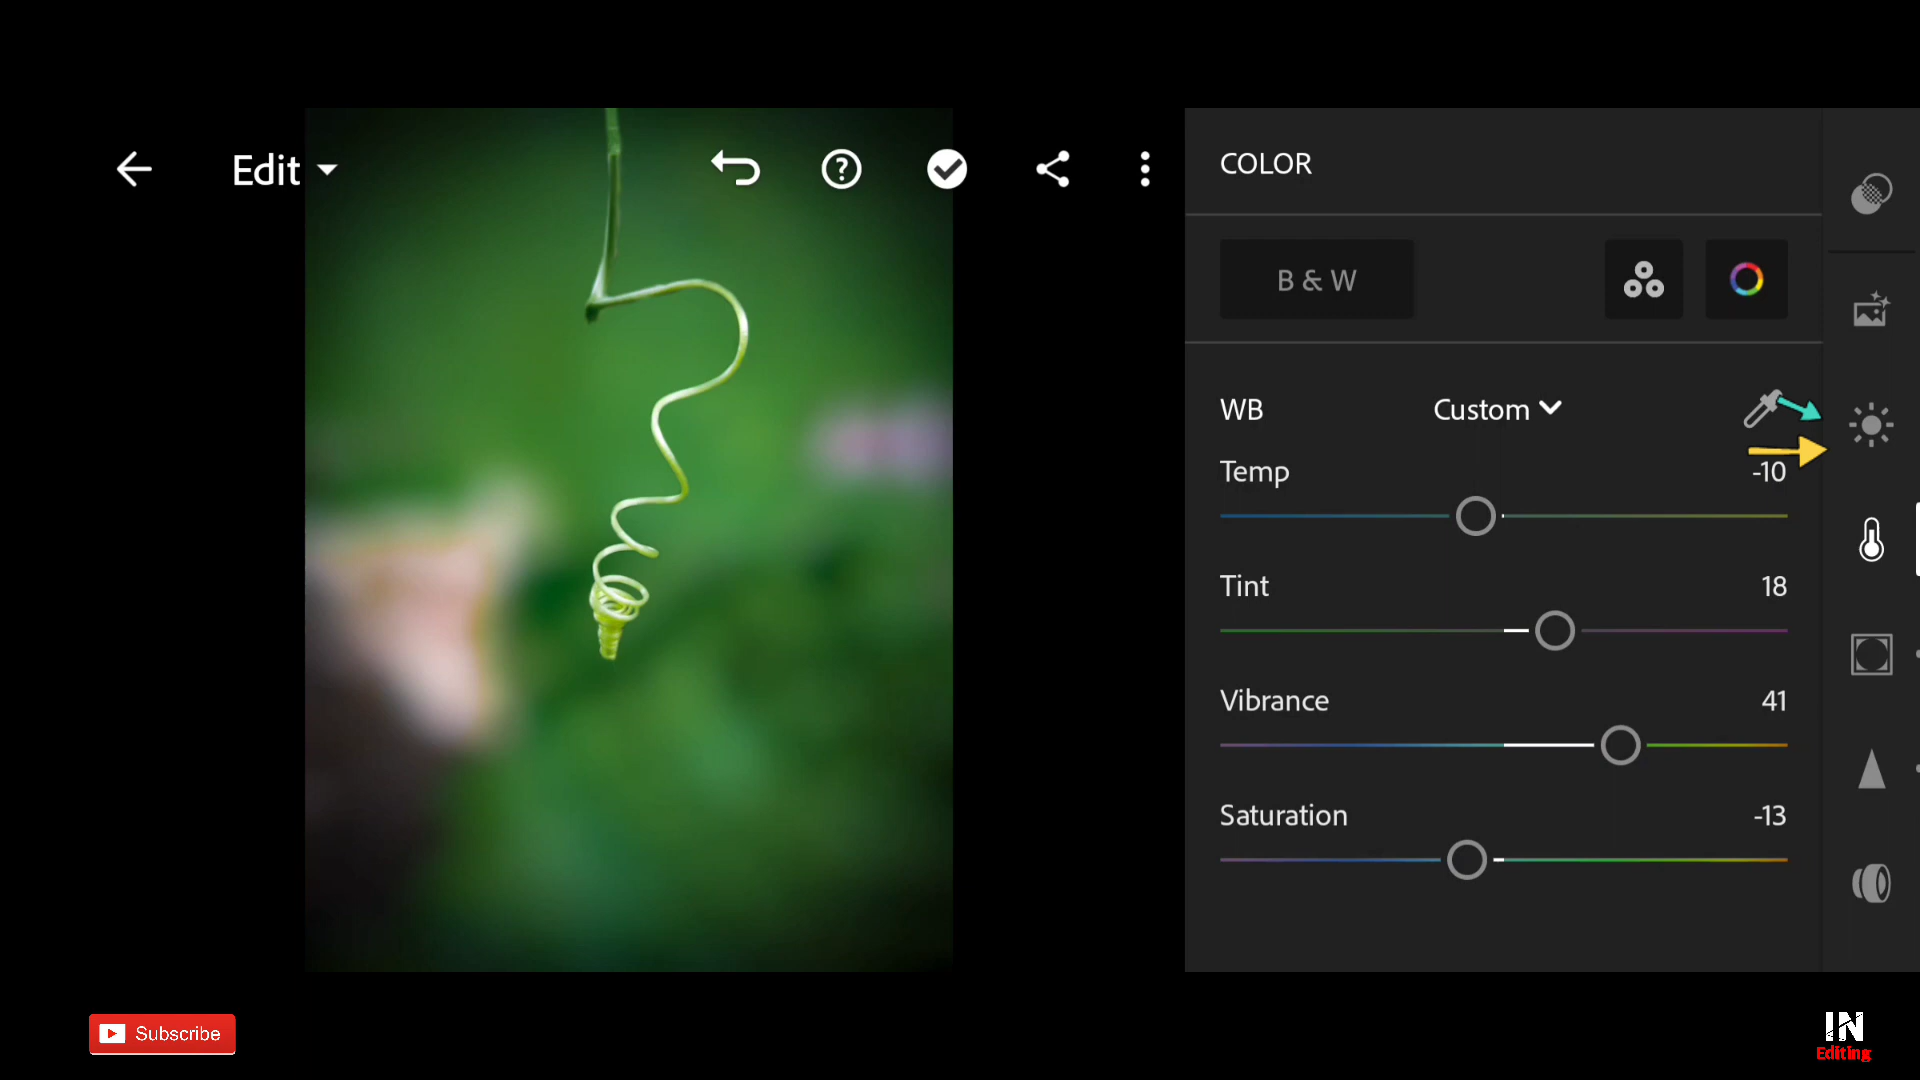 Edit
COLOR
B & W
WB Custom
Temp -10
Tint 18
Vibrance 41
Saturation -13
Subscribe
IN
Editing